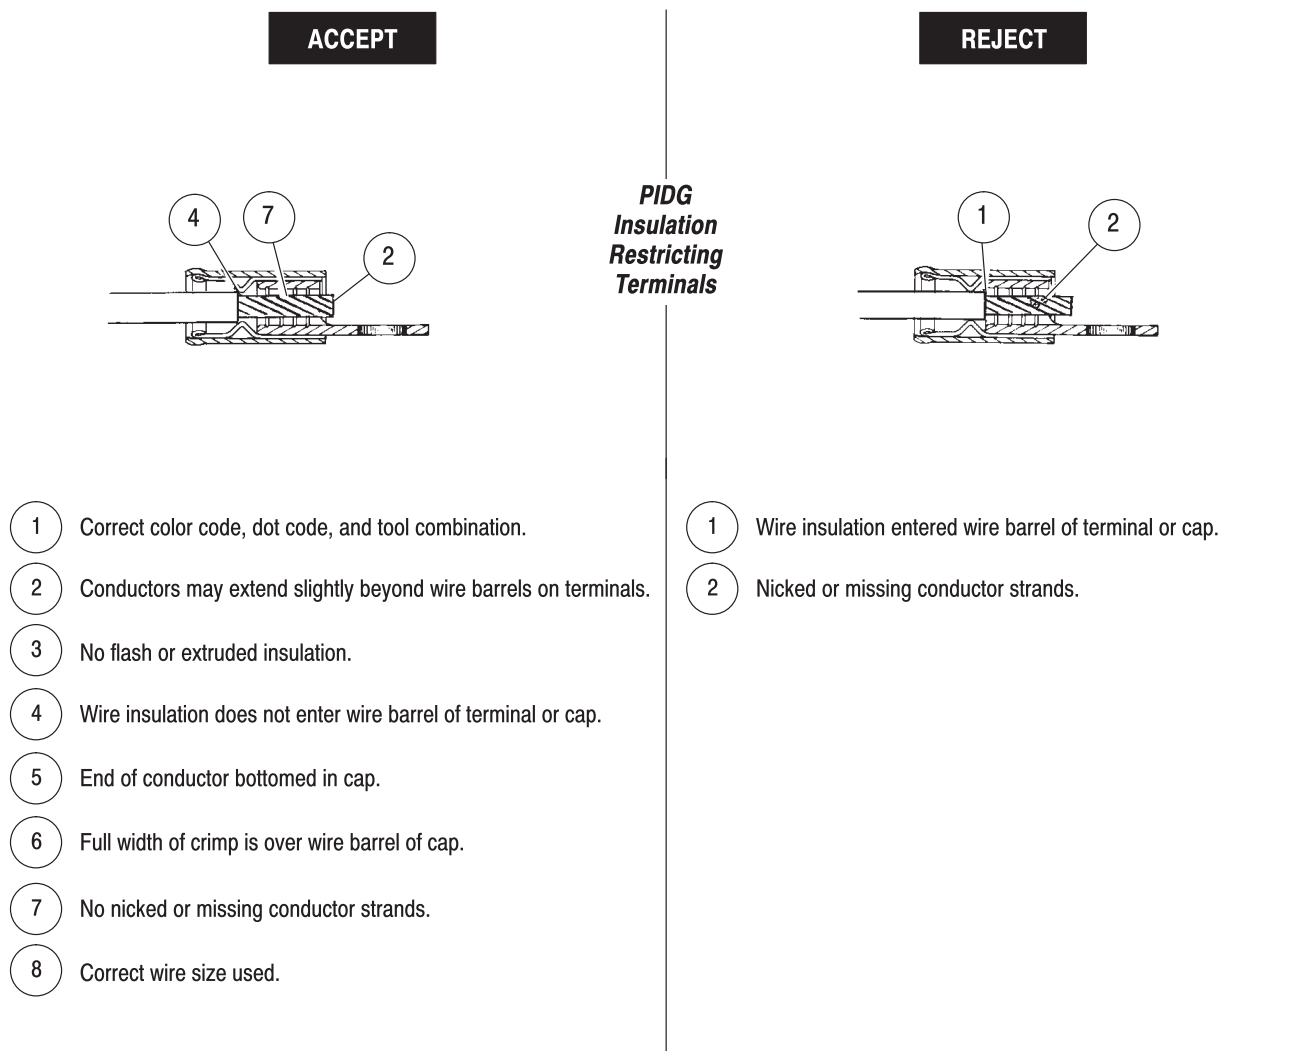 ACCEPT
REJECT
PIDG
Insulation
Restricting
Terminals
4
7
2
1
2
1 Correct color code, dot code, and tool combination.
2 Conductors may extend slightly beyond wire barrels on terminals.
3 No flash or extruded insulation.
4 Wire insulation does not enter wire barrel of terminal or cap.
5 End of conductor bottomed in cap.
6 Full width of crimp is over wire barrel of cap.
7 No nicked or missing conductor strands.
8 Correct wire size used.
1 Wire insulation entered wire barrel of terminal or cap.
2 Nicked or missing conductor strands.